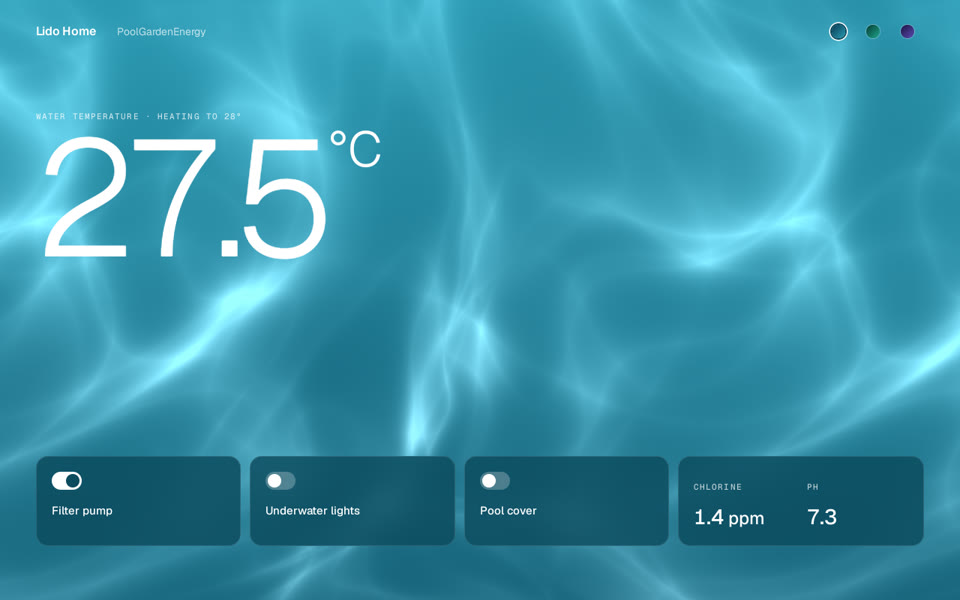 Lido Home
PoolGardenEnergy
WATER TEMPERATURE · HEATING TO 28°
27.5°C
Filter pump
Underwater lights
Pool cover
CHLORINE
1.4 ppm
PH
7.3